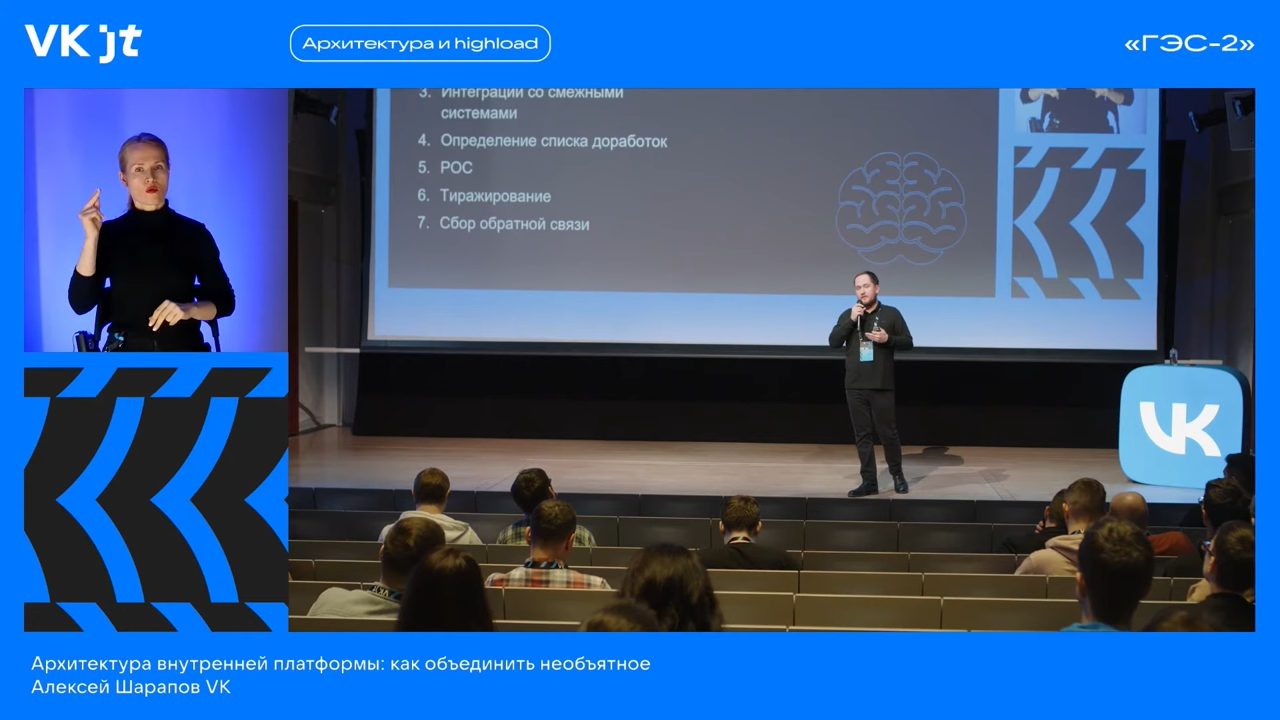 VK jt
Архитектура и highload
«ГЭС-2»
3. Интеграции со смежными
системами
4. Определение списка доработок
5. POC
6. Тиражирование
7. Сбор обратной связи
VK
Архитектура внутренней платформы: как объединить необъятное
Алексей Шарапов VK